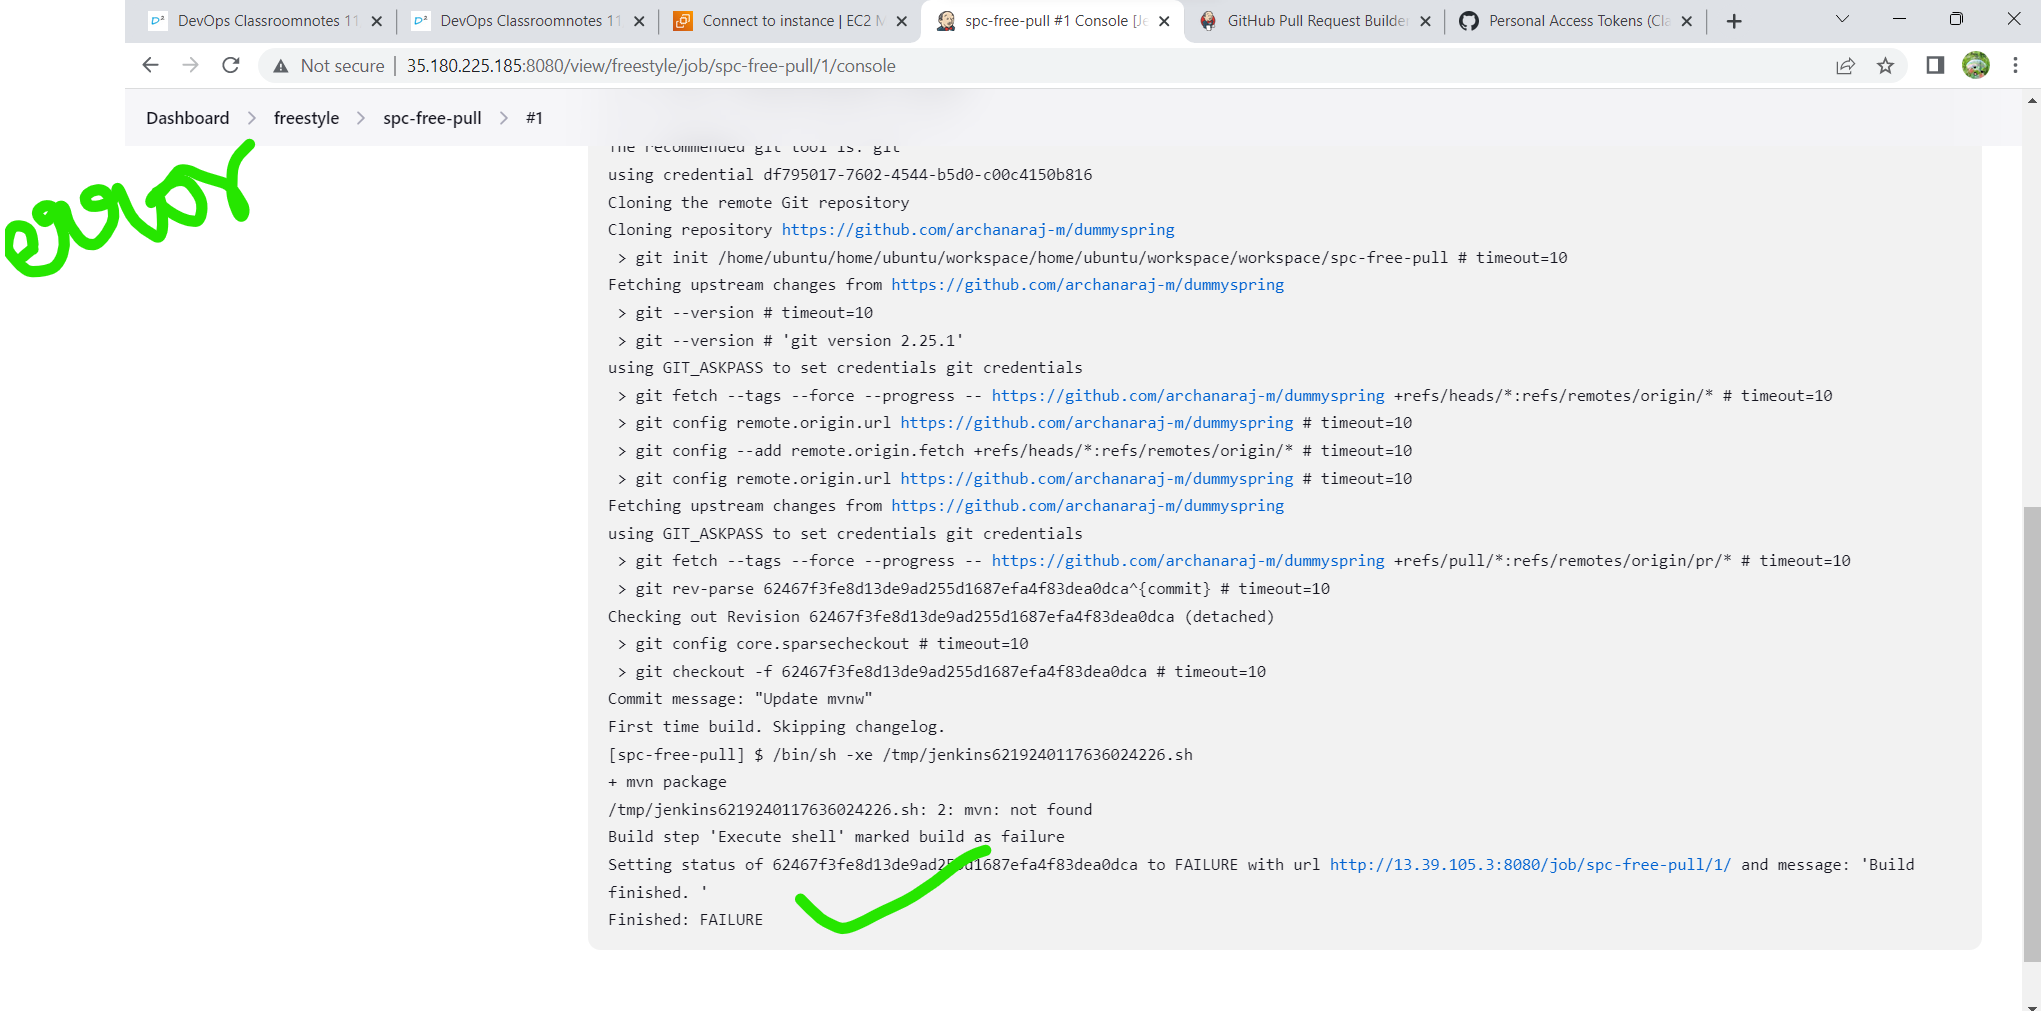 DevOps Classroomnotes 11
DevOps Classroomnotes 11
Connect to instance | EC2 M
spc-free-pull #1 Console [Je
GitHub Pull Request Builder
Personal Access Tokens (Cla
Not secure | 35.180.225.185:8080/view/freestyle/job/spc-free-pull/1/console
Dashboard > freestyle > spc-free-pull > #1
error
The recommended git tool is: git
using credential df795017-7602-4544-b5d0-c00c4150b816
Cloning the remote Git repository
Cloning repository https://github.com/archanaraj-m/dummyspring
> git init /home/ubuntu/home/ubuntu/workspace/home/ubuntu/workspace/workspace/spc-free-pull # timeout=10
Fetching upstream changes from https://github.com/archanaraj-m/dummyspring
> git --version # timeout=10
> git --version # 'git version 2.25.1'
using GIT_ASKPASS to set credentials git credentials
> git fetch --tags --force --progress -- https://github.com/archanaraj-m/dummyspring +refs/heads/*:refs/remotes/origin/* # timeout=10
> git config remote.origin.url https://github.com/archanaraj-m/dummyspring # timeout=10
> git config --add remote.origin.fetch +refs/heads/*:refs/remotes/origin/* # timeout=10
> git config remote.origin.url https://github.com/archanaraj-m/dummyspring # timeout=10
Fetching upstream changes from https://github.com/archanaraj-m/dummyspring
using GIT_ASKPASS to set credentials git credentials
> git fetch --tags --force --progress -- https://github.com/archanaraj-m/dummyspring +refs/pull/*:refs/remotes/origin/pr/* # timeout=10
> git rev-parse 62467f3fe8d13de9ad255d1687efa4f83dea0dca^{commit} # timeout=10
Checking out Revision 62467f3fe8d13de9ad255d1687efa4f83dea0dca (detached)
> git config core.sparsecheckout # timeout=10
> git checkout -f 62467f3fe8d13de9ad255d1687efa4f83dea0dca # timeout=10
Commit message: "Update mvnw"
First time build. Skipping changelog.
[spc-free-pull] $ /bin/sh -xe /tmp/jenkins6219240117636024226.sh
+ mvn package
/tmp/jenkins6219240117636024226.sh: 2: mvn: not found
Build step 'Execute shell' marked build as failure
Setting status of 62467f3fe8d13de9ad255d1687efa4f83dea0dca to FAILURE with url http://13.39.105.3:8080/job/spc-free-pull/1/ and message: 'Build
finished. '
Finished: FAILURE